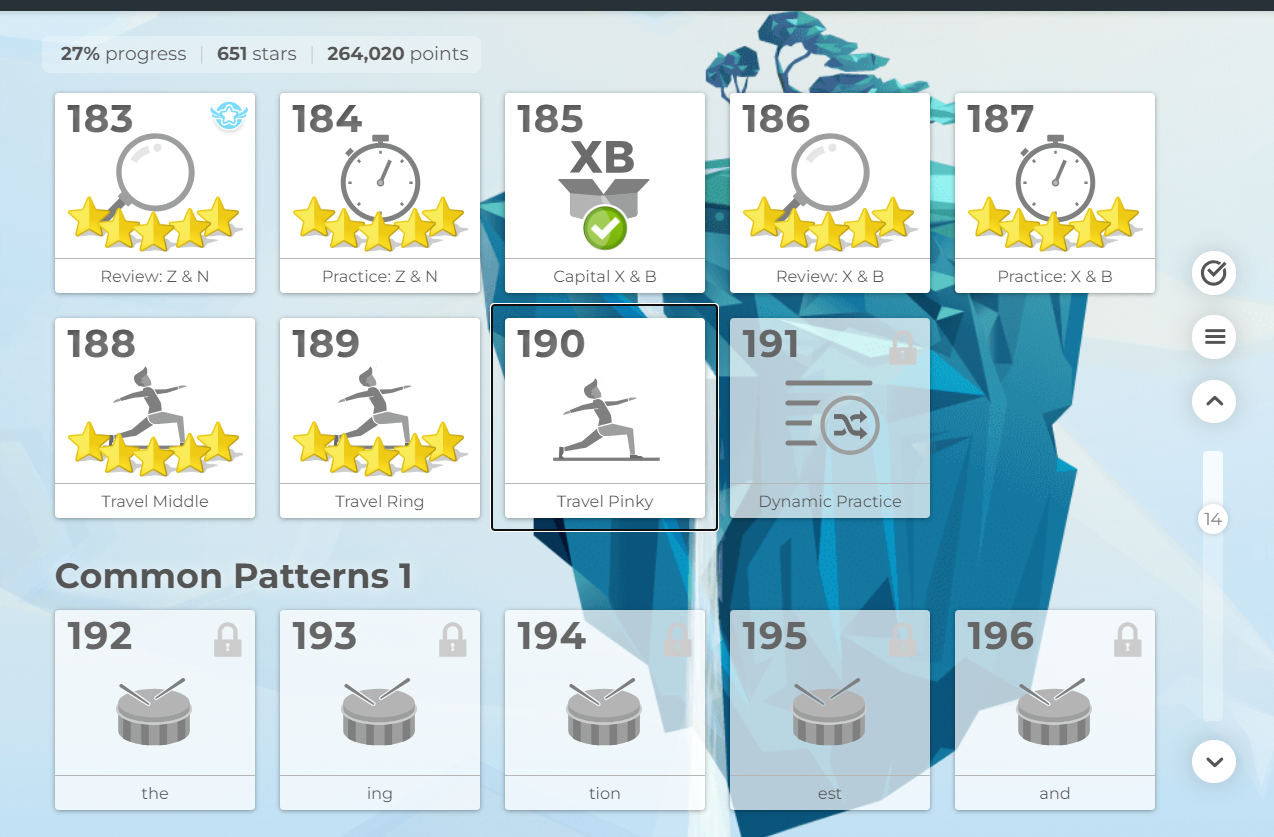 27% progress | 651 stars | 264,020 points
183
184
185
186
187
XB
Review: Z & N
Practice: Z & N
Capital X & B
Review: X & B
Practice: X & B
188
189
190
191
Travel Middle
Travel Ring
Travel Pinky
Dynamic Practice
14
Common Patterns 1
192
193
194
195
196
the
ing
tion
est
and